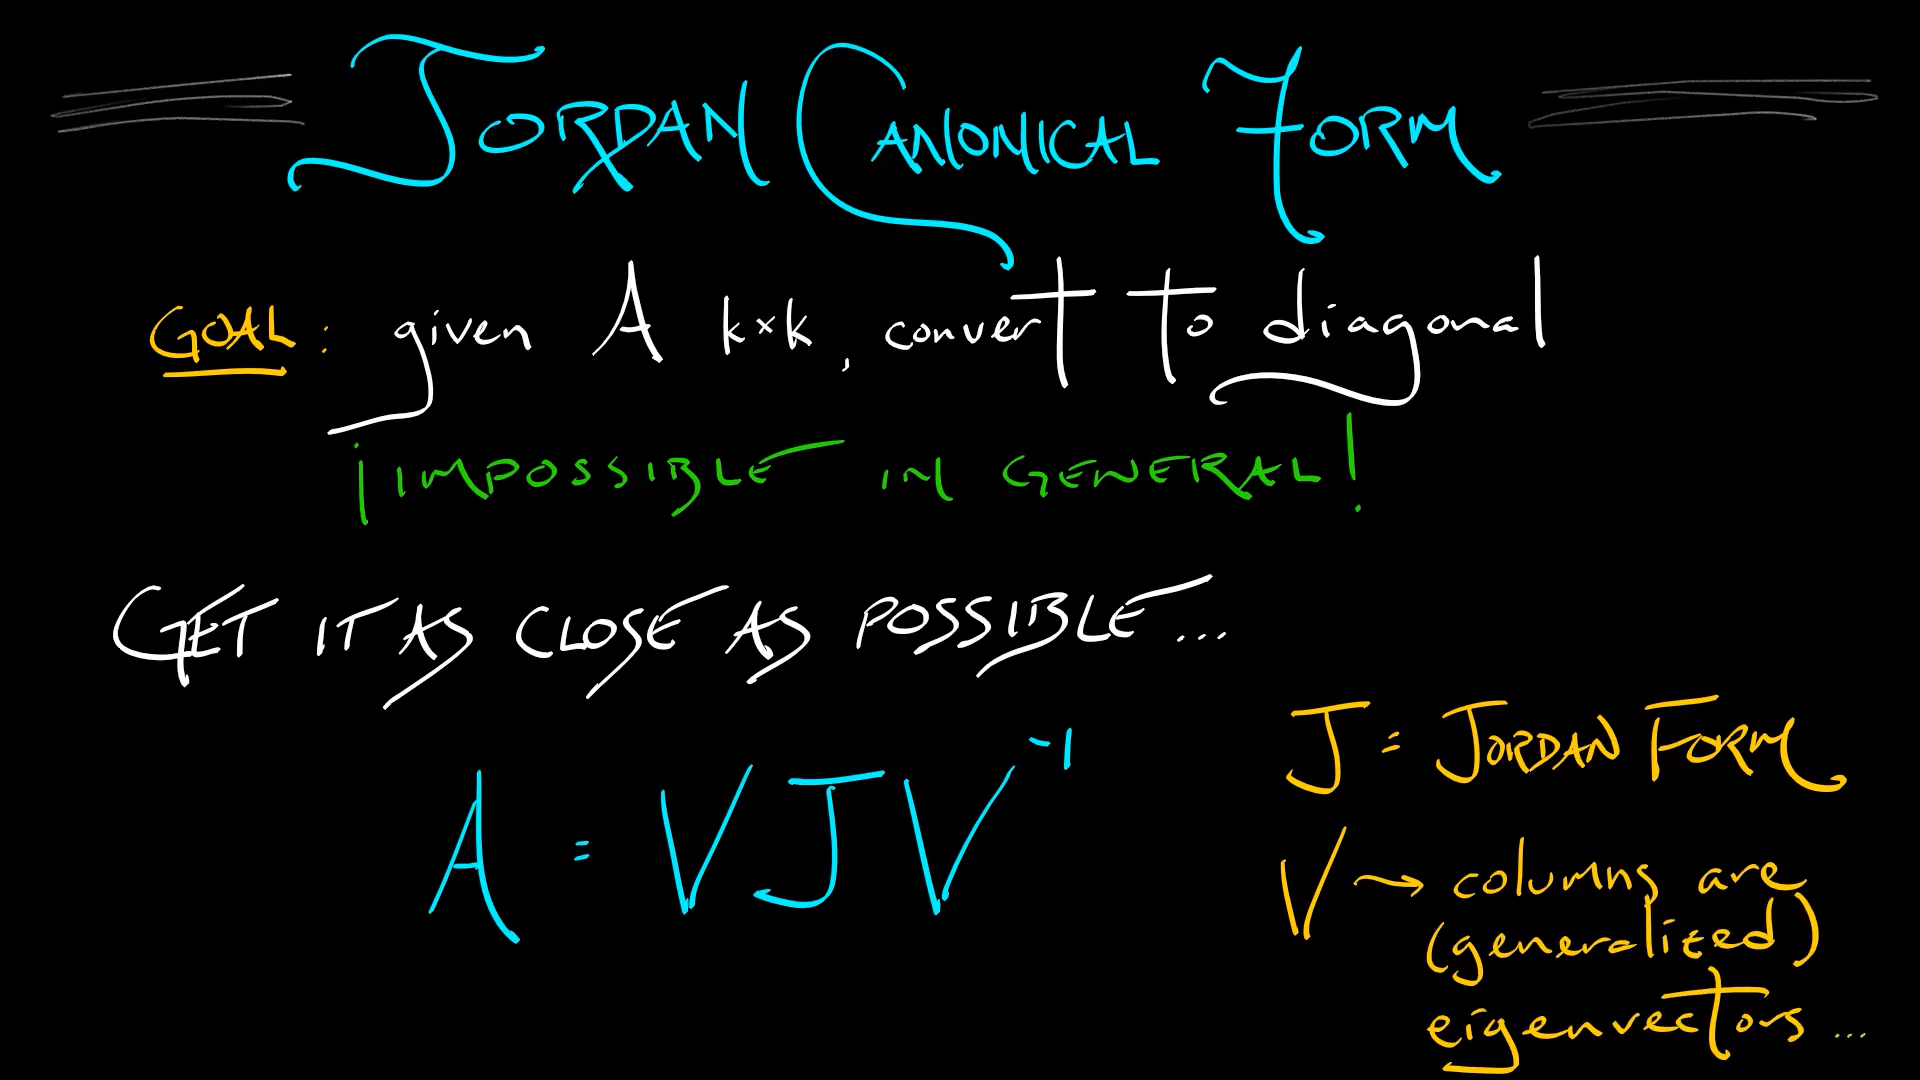 JORDAN CANONICAL FORM
GOAL: given A k×k, convert to diagonal
¡IMPOSSIBLE IN GENERAL!
GET IT AS CLOSE AS POSSIBLE...
J = JORDAN FORM
A = VJV⁻¹
V → columns are
(generalized)
eigenvectors ...